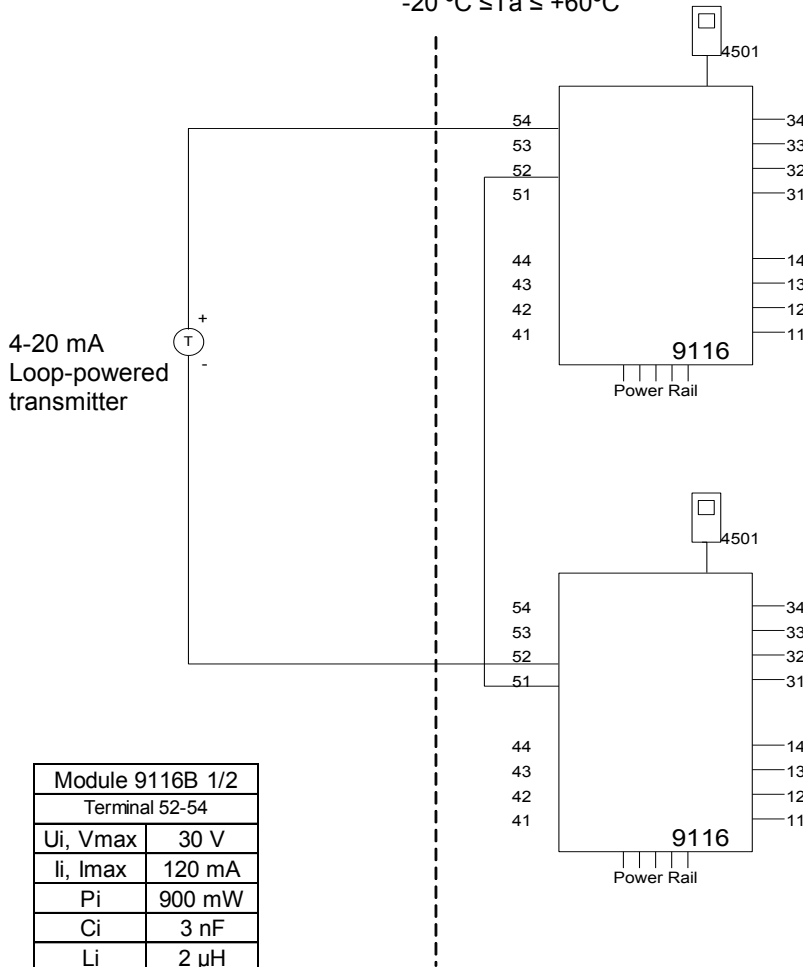 -20 ºC ≤Ta ≤ +60ºC
4501
54
53
52
51
34
33
32
31
44
43
42
41
14
13
12
11
9116
Power Rail
+
T
-
4-20 mA
Loop-powered
transmitter
4501
54
53
52
51
34
33
32
31
44
43
42
41
14
13
12
11
9116
Power Rail
Module 9116B 1/2
Terminal 52-54
Ui, Vmax 30 V
Ii, Imax 120 mA
Pi 900 mW
Ci 3 nF
Li 2 µH